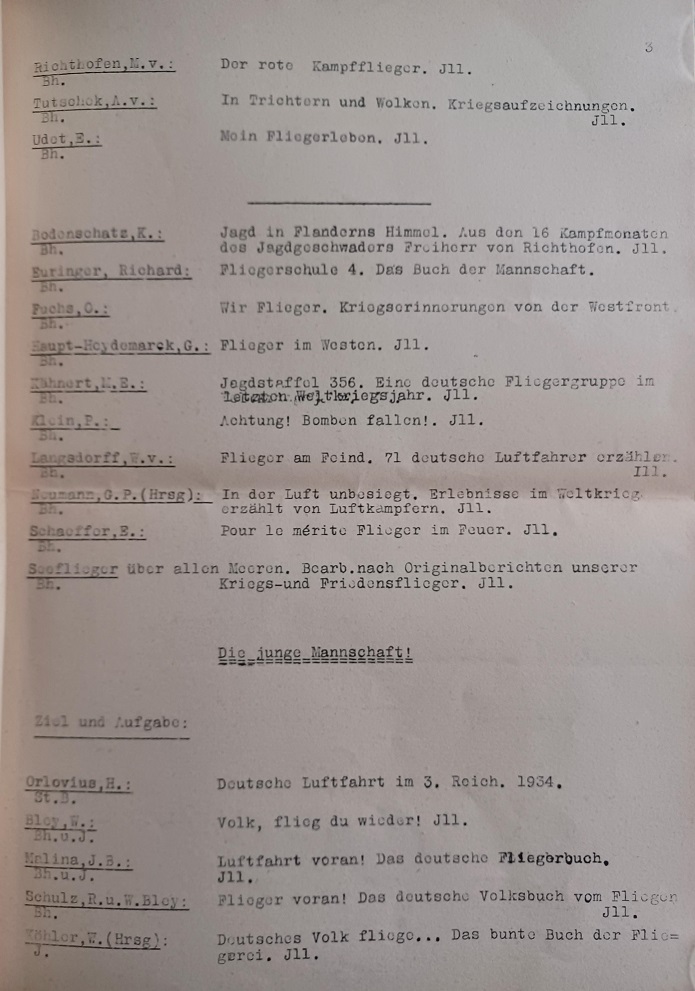 3
Richthofen,M.v.: Der rote Kampfflieger. Jll.
Bh.
Tutschek,A.v.: In Trichtern und Wolken. Kriegsaufzeichnungen.
Bh. Jll.
Udet,E.: Mein Fliegerleben. Jll.
Bh.
Bodenschatz,K.: Jagd in Flanderns Himmel. Aus den 16 Kampfmonaten
Bh. des Jagdgeschwaders Freiherr von Richthofen. Jll.
Euringer, Richard: Fliegerschule 4. Das Buch der Mannschaft.
Bh.
Fuchs,O.: Wir Flieger. Kriegserinnerungen von der Westfront.
Bh.
Haupt-Heydemarck,G.: Flieger im Westen. Jll.
Bh.
Kähnert,M.E.: Jagdstaffel 356. Eine deutsche Fliegergruppe im
Bh. letzten Weltkriegsjahr. Jll.
Klein,P.: Achtung! Bomben fallen!. Jll.
Bh.
Langsdorff,W.v.: Flieger am Feind. 71 deutsche Luftfahrer erzählen.
Bh. Ill.
Neumann,G.P.(Hrsg): In der Luft unbesiegt. Erlebnisse im Weltkrieg
Bh. erzählt von Luftkämpfern. Jll.
Schaeffer,E.: Pour le mérite Flieger im Feuer. Jll.
Bh.
Seeflieger über allen Meeren. Bearb.nach Originalberichten unserer
Bh. Kriegs-und Friedensflieger. Jll.
Die junge Mannschaft!
Ziel und Aufgabe:
Orlovius,H.: Deutsche Luftfahrt im 3. Reich. 1934.
St.B.
Bley,W.: Volk, flieg du wieder! Jll.
Bh.u.J.
Malina,J.B.: Luftfahrt voran! Das deutsche Fliegerbuch.
Bh.u.J. Jll.
Schulz,R.u.W.Bley: Flieger voran! Das deutsche Volksbuch vom Fliegen
Bh. Jll.
Köhler,W.(Hrsg): Deutsches Volk fliege... Das bunte Buch der Flie=
J. gerei. Jll.